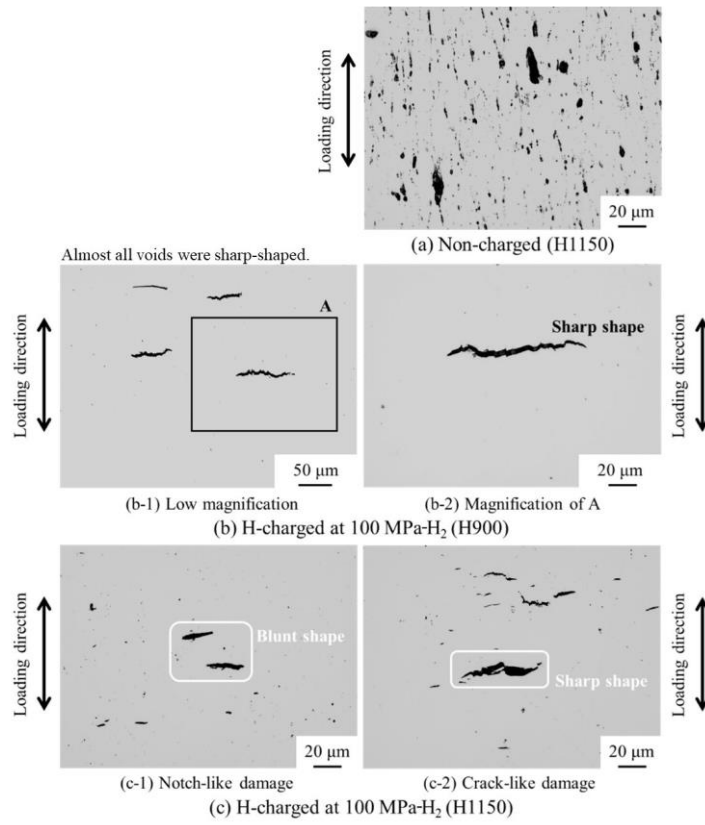 Loading direction
20 μm
(a) Non-charged (H1150)
Almost all voids were sharp-shaped.
Loading direction
A
50 μm
(b-1) Low magnification
Sharp shape
20 μm
Loading direction
(b-2) Magnification of A
(b) H-charged at 100 MPa-H₂ (H900)
Loading direction
Blunt shape
20 μm
(c-1) Notch-like damage
Sharp shape
20 μm
Loading direction
(c-2) Crack-like damage
(c) H-charged at 100 MPa-H₂ (H1150)